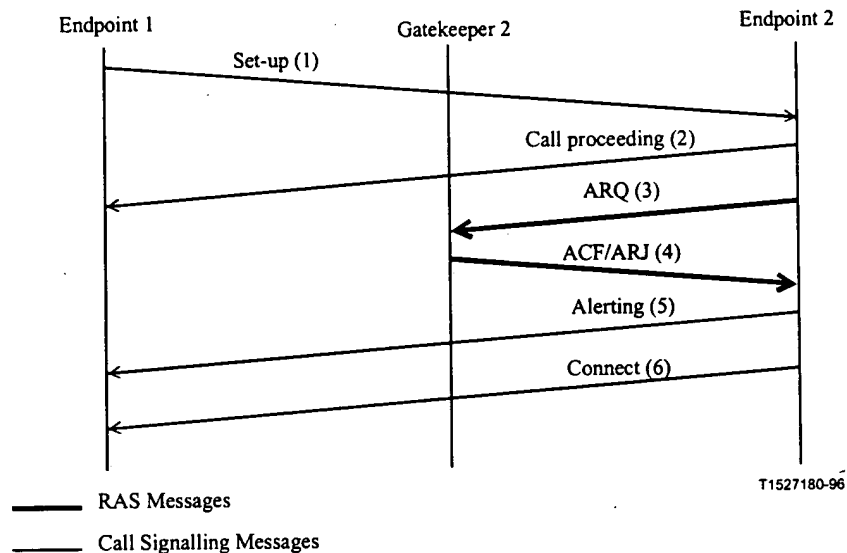 Endpoint 1
Gatekeeper 2
Endpoint 2
Set-up (1)
Call proceeding (2)
ARQ (3)
ACF/ARJ (4)
Alerting (5)
Connect (6)
T1527180-96
RAS Messages
Call Signalling Messages